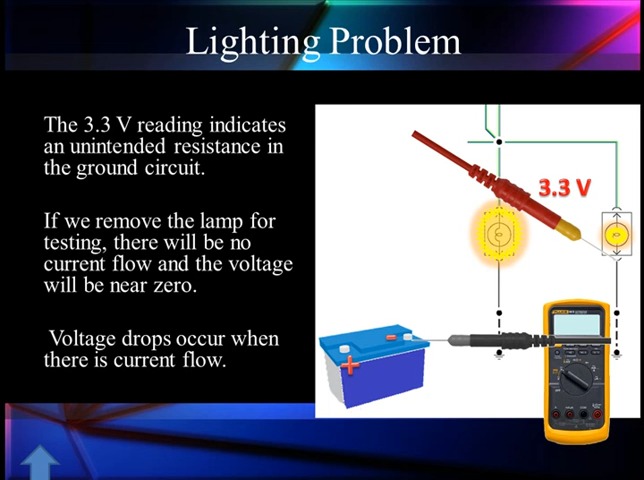 Lighting Problem
The 3.3 V reading indicates
an unintended resistance in
the ground circuit.
If we remove the lamp for
testing, there will be no
current flow and the voltage
will be near zero.
Voltage drops occur when
there is current flow.
3.3 V